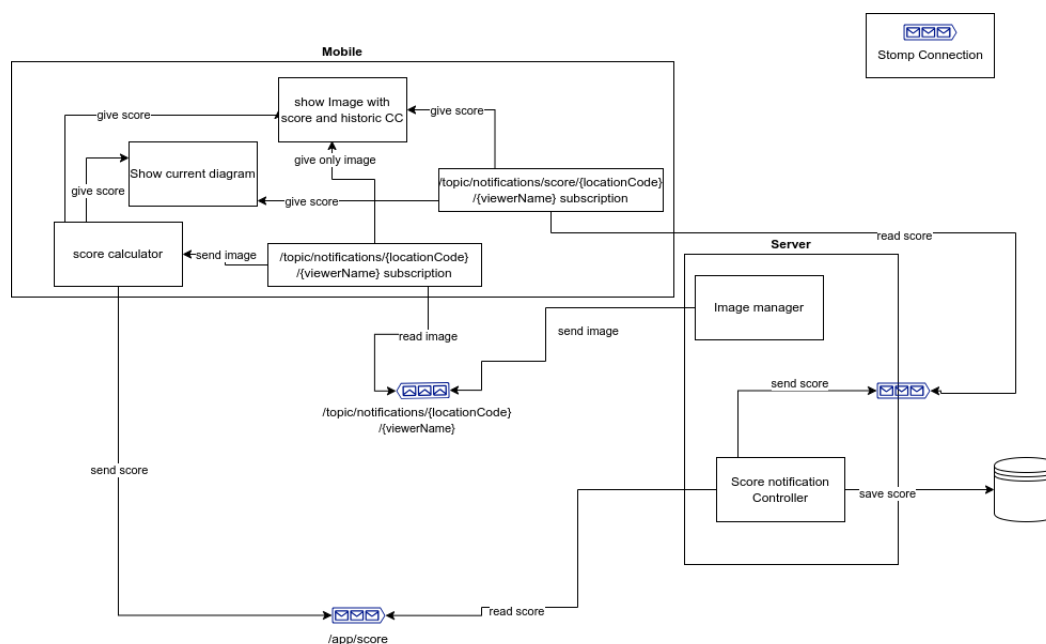 Stomp Connection
Mobile
show Image with
score and historic CC
give score
give score
give only image
Show current diagram
give score
/topic/notifications/score/{locationCode}
/{viewerName} subscription
give score
score calculator
send image
/topic/notifications/{locationCode}
/{viewerName} subscription
read score
Server
Image manager
read image
send image
send score
/topic/notifications/{locationCode}
/{viewerName}
send score
Score notification
Controller
save score
read score
/app/score